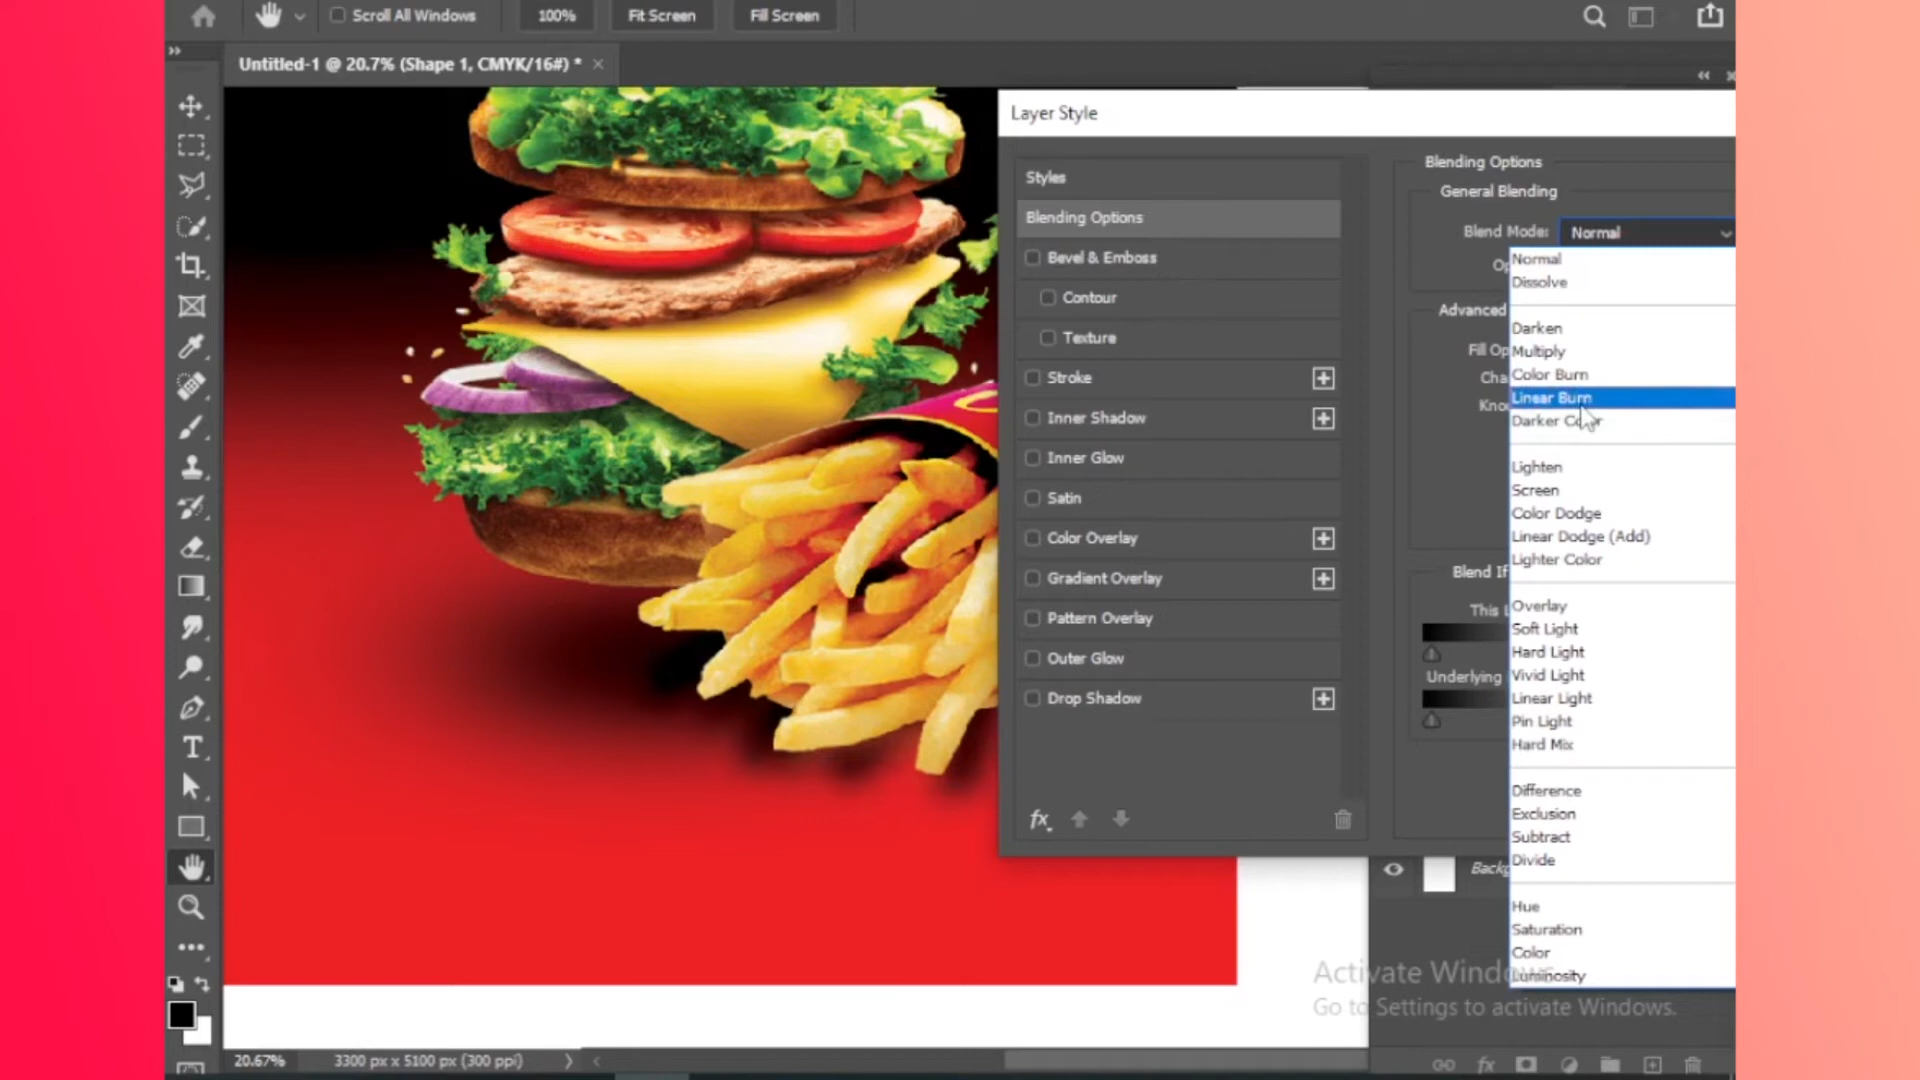 Scroll All Windows
100%
Fit Screen
Fill Screen
Untitled-1 @ 20.7% (Shape 1, CMYK/16#) *
Layer Style
Styles
Blending Options
Bevel & Emboss
Contour
Texture
Stroke
Inner Shadow
Inner Glow
Satin
Color Overlay
Gradient Overlay
Pattern Overlay
Outer Glow
Drop Shadow
fx
Blending Options
General Blending
Blend Mode: Normal
Op
Advanced
Fill Op
Cha
Kno
Blend If
This L
Underlying
Normal
Dissolve
Darken
Multiply
Color Burn
Linear Burn
Darker Color
Lighten
Screen
Color Dodge
Linear Dodge (Add)
Lighter Color
Overlay
Soft Light
Hard Light
Vivid Light
Linear Light
Pin Light
Hard Mix
Difference
Exclusion
Subtract
Divide
Hue
Saturation
Color
Luminosity
Backg
Activate Windows
Go to Settings to activate Windows.
20.67%
3300 px x 5100 px (300 ppi)
fx